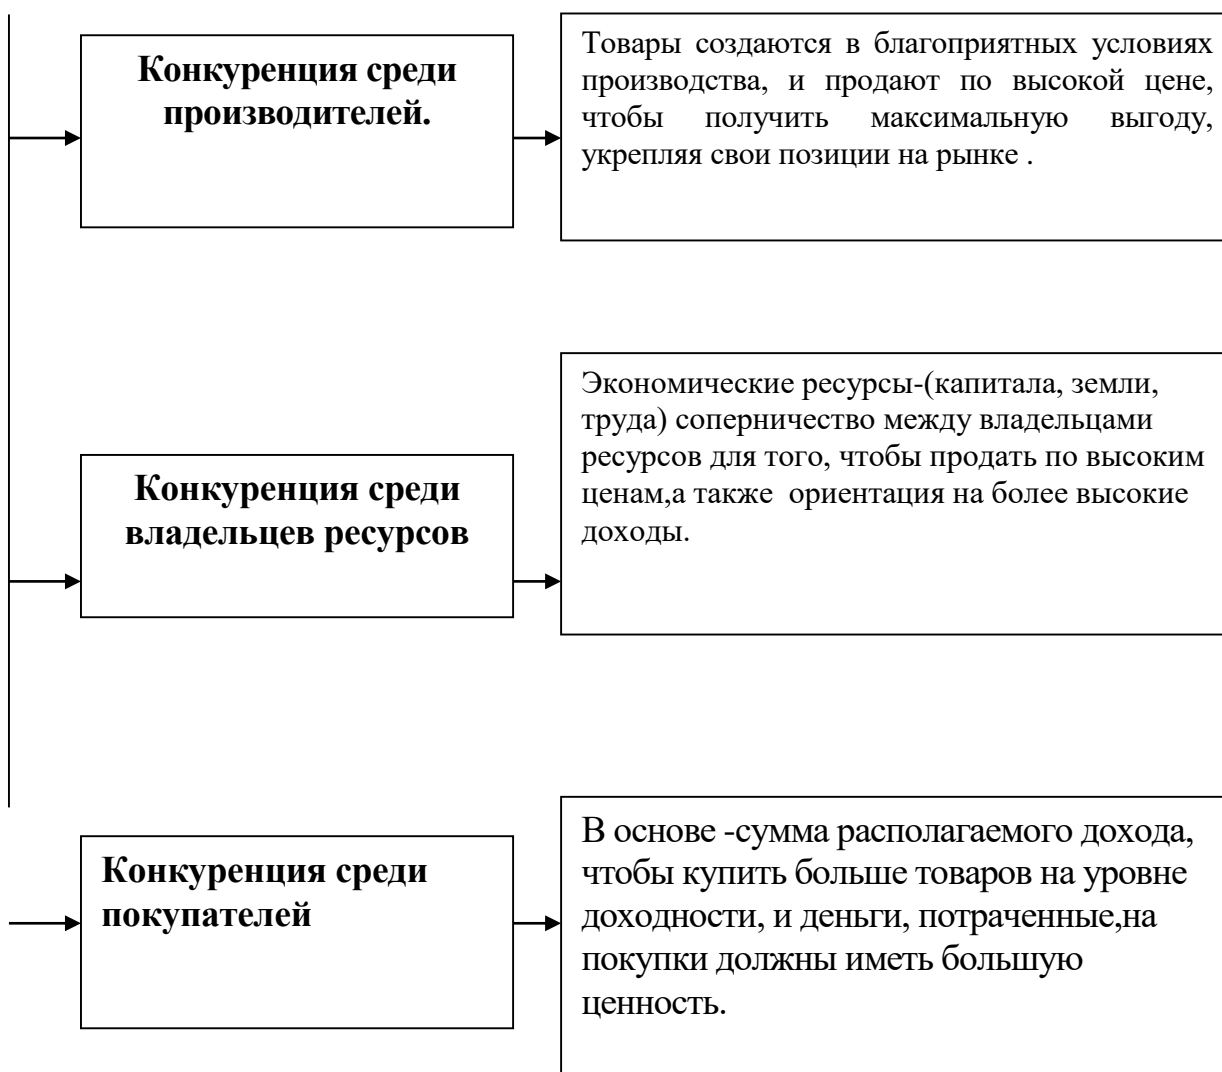 Конкуренция среди
производителей.
Товары создаются в благоприятных условиях
производства, и продают по высокой цене,
чтобы получить максимальную выгоду,
укрепляя свои позиции на рынке .
Конкуренция среди
владельцев ресурсов
Экономические ресурсы-(капитала, земли,
труда) соперничество между владельцами
ресурсов для того, чтобы продать по высоким
ценам,а также ориентация на более высокие
доходы.
Конкуренция среди
покупателей
В основе -сумма располагаемого дохода,
чтобы купить больше товаров на уровне
доходности, и деньги, потраченные,на
покупки должны иметь большую
ценность.